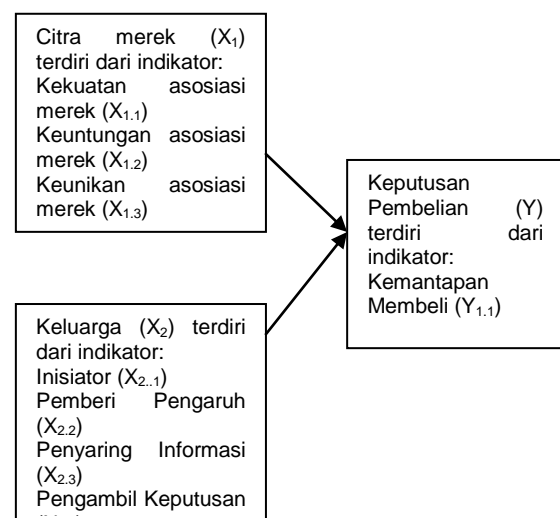 Citra merek (X₁)
terdiri dari indikator:
Kekuatan asosiasi
merek (X₁.₁)
Keuntungan asosiasi
merek (X₁.₂)
Keunikan asosiasi
merek (X₁.₃)
Keputusan
Pembelian (Y)
terdiri dari
indikator:
Kemantapan
Membeli (Y₁.₁)
Keluarga (X₂) terdiri
dari indikator:
Inisiator (X₂..₁)
Pemberi Pengaruh
(X₂.₂)
Penyaring Informasi
(X₂.₃)
Pengambil Keputusan